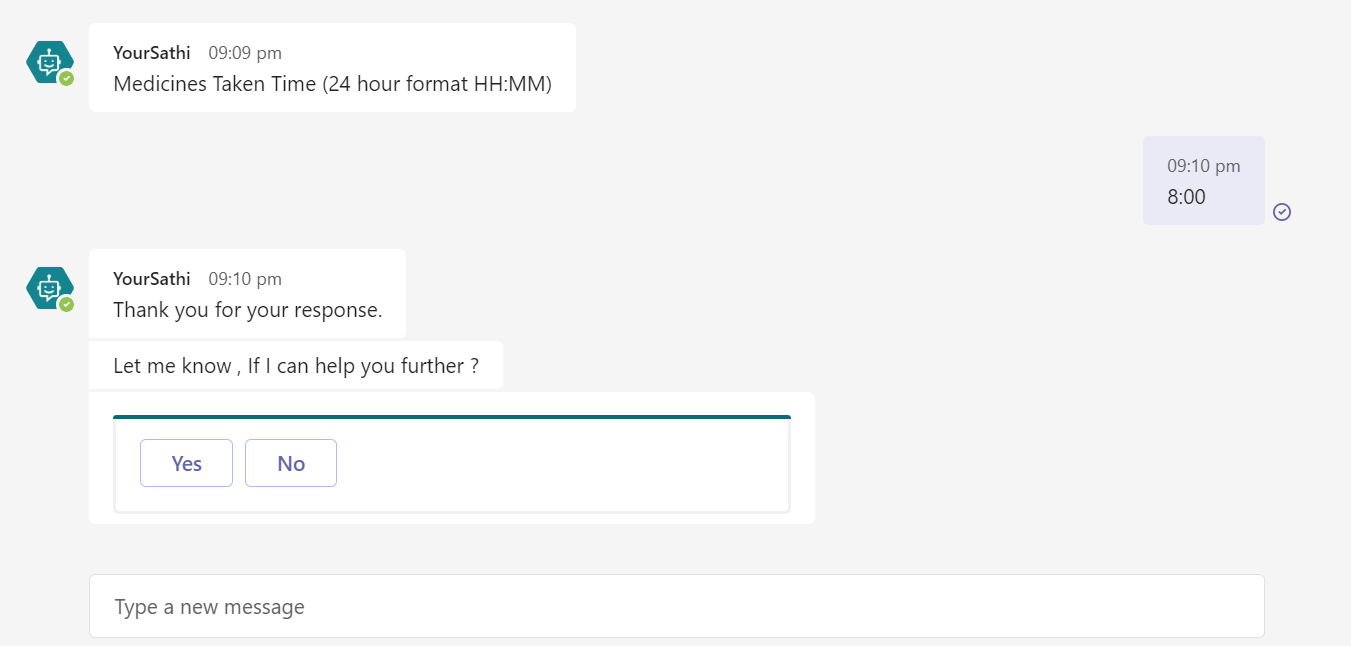 YourSathi 09:09 pm
Medicines Taken Time (24 hour format HH:MM)
09:10 pm
8:00
YourSathi 09:10 pm
Thank you for your response.
Let me know , If I can help you further ?
Yes No
Type a new message